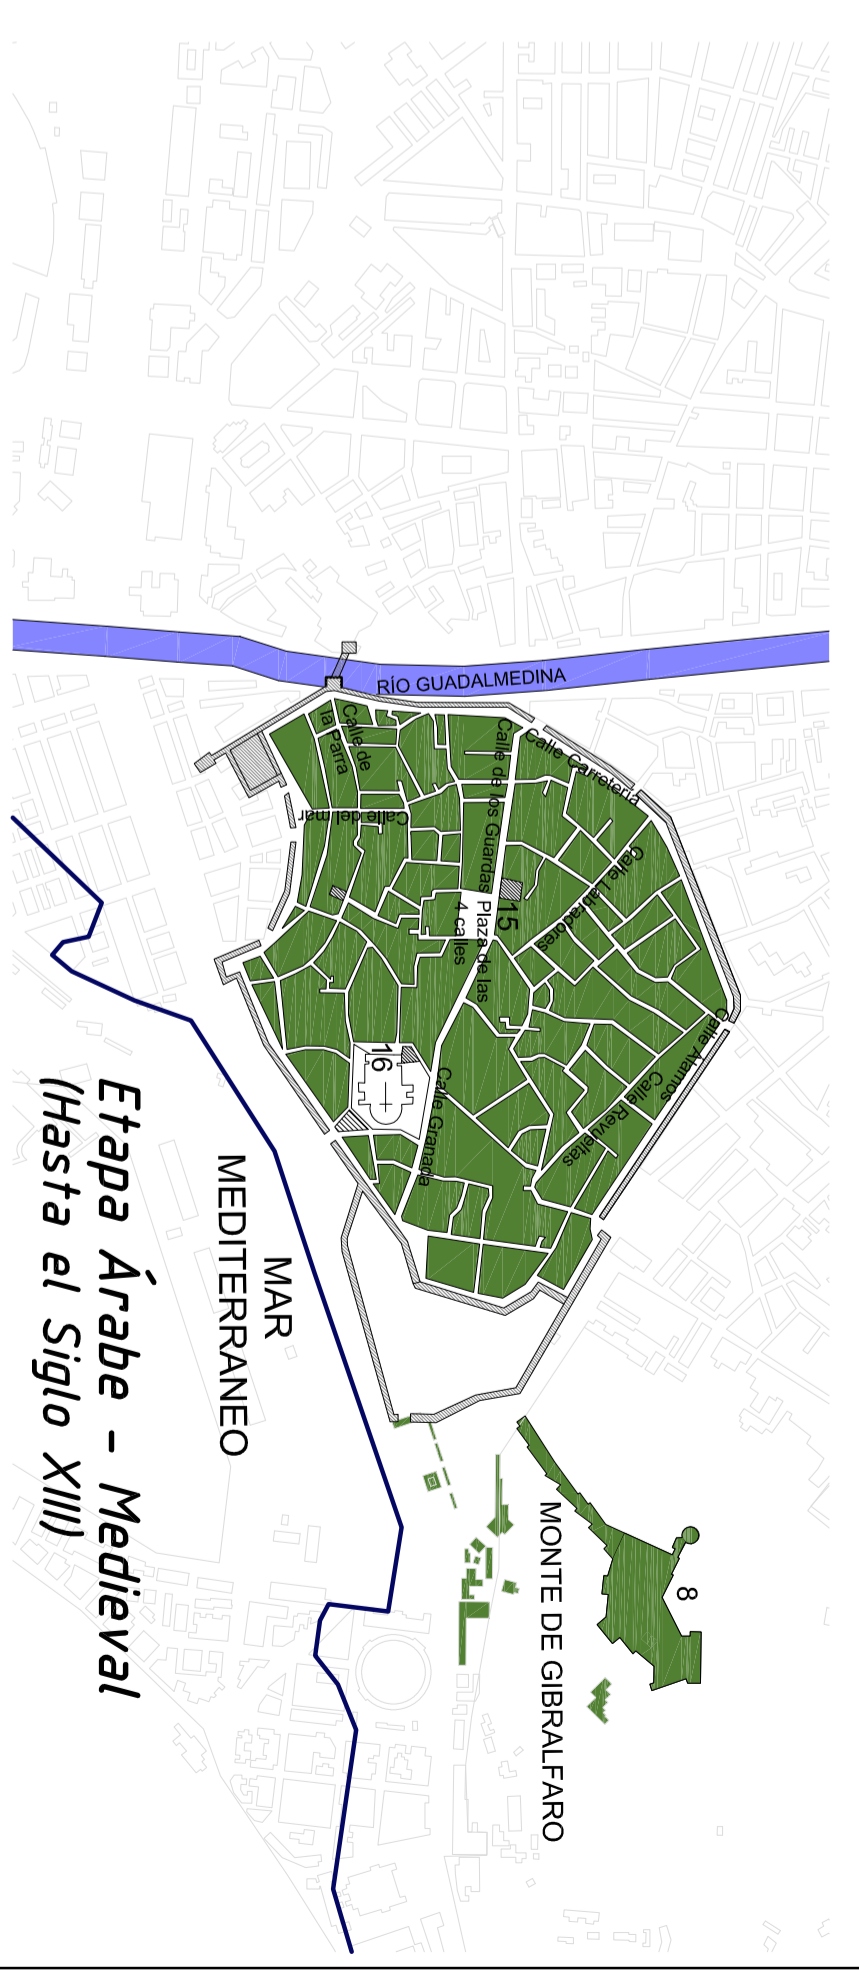 RÍO GUADALMEDINA
Calle de
la Parra
Calle del mar
Calle de los Guardas
Calle Carretería
Calle Labradores
15
Plaza de las
4 calles
Calle Álamos
Calle Revueltas
16
Calle Granada
8
MONTE DE GIBRALFARO
MAR
MEDITERRANEO
Etapa Árabe - Medieval
(Hasta el Siglo XIII)